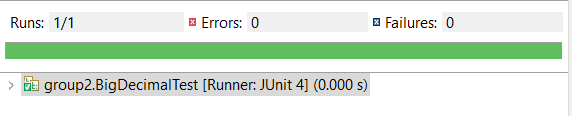 Runs: 1/1 Errors: 0 Failures: 0
group2.BigDecimalTest [Runner: JUnit 4] (0.000 s)